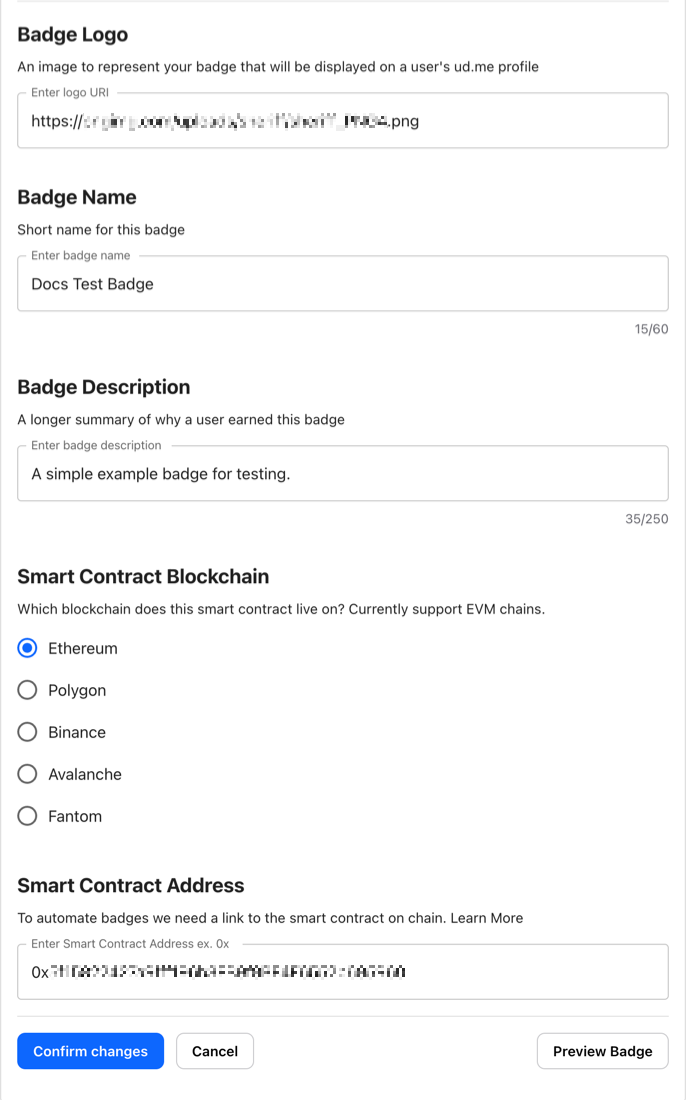 Badge Logo
An image to represent your badge that will be displayed on a user's ud.me profile
Enter logo URI
https:// .png
Badge Name
Short name for this badge
Enter badge name
Docs Test Badge
15/60
Badge Description
A longer summary of why a user earned this badge
Enter badge description
A simple example badge for testing.
35/250
Smart Contract Blockchain
Which blockchain does this smart contract live on? Currently support EVM chains.
Ethereum
Polygon
Binance
Avalanche
Fantom
Smart Contract Address
To automate badges we need a link to the smart contract on chain. Learn More
Enter Smart Contract Address ex. 0x
0x
Confirm changes
Cancel
Preview Badge